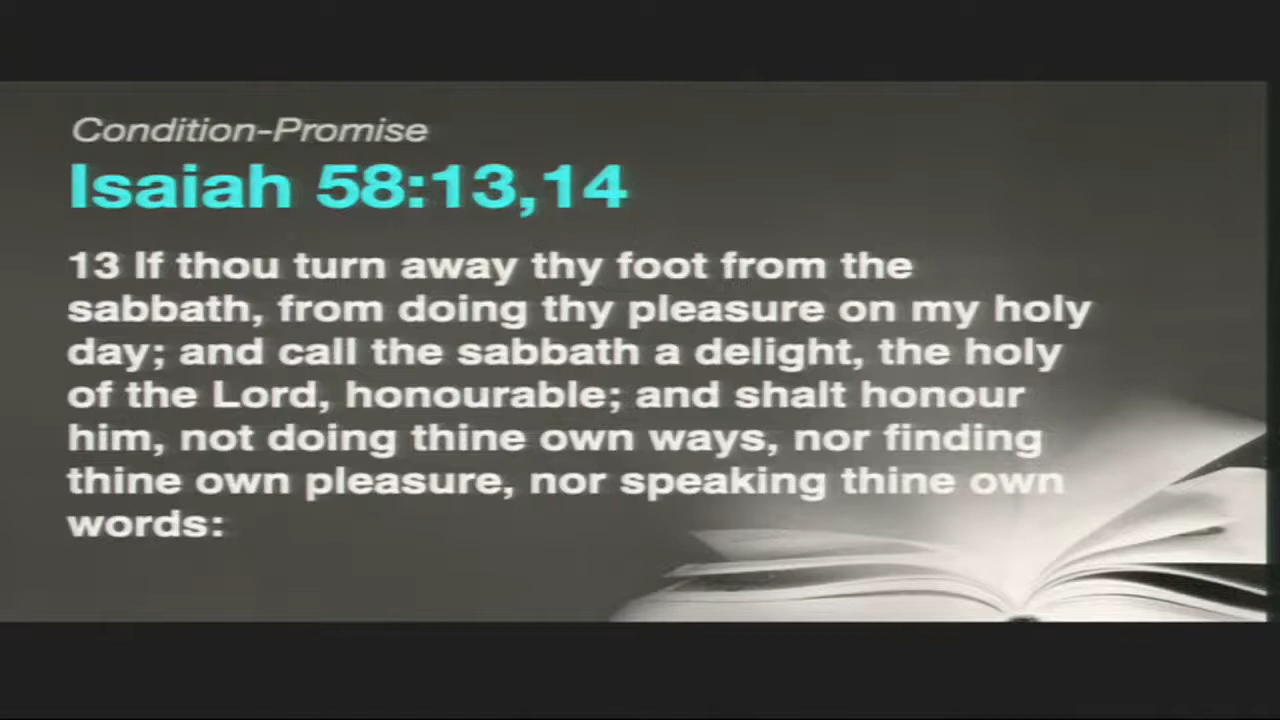 Condition-Promise
Isaiah 58:13,14
13 If thou turn away thy foot from the
sabbath, from doing thy pleasure on my holy
day; and call the sabbath a delight, the holy
of the Lord, honourable; and shalt honour
him, not doing thine own ways, nor finding
thine own pleasure, nor speaking thine own
words: